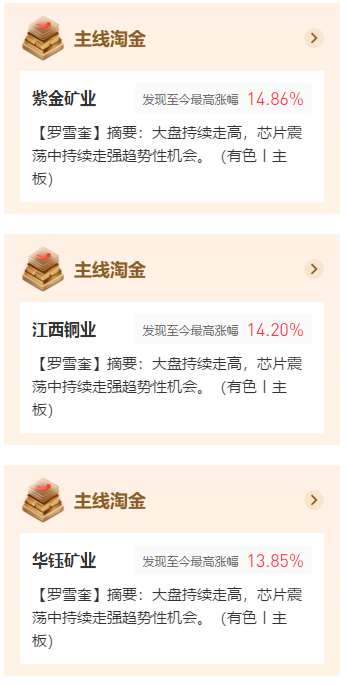 主线淘金
紫金矿业 发现至今最高涨幅 14.86%
【罗雪奎】摘要：大盘持续走高，芯片震
荡中持续走强趋势性机会。（有色丨主
板）
主线淘金
江西铜业 发现至今最高涨幅 14.20%
【罗雪奎】摘要：大盘持续走高，芯片震
荡中持续走强趋势性机会。（有色丨主
板）
主线淘金
华钰矿业 发现至今最高涨幅 13.85%
【罗雪奎】摘要：大盘持续走高，芯片震
荡中持续走强趋势性机会。（有色丨主
板）